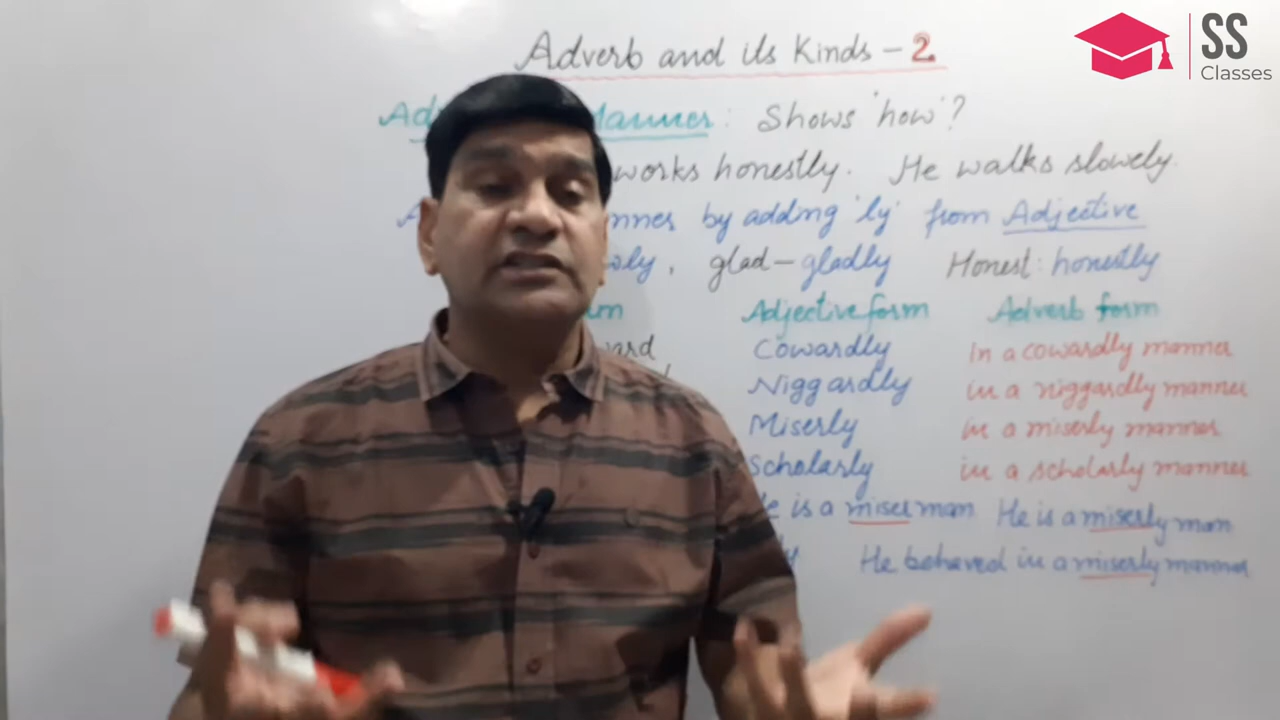 SS
Classes
Adverb and its Kinds – 2.
Manner : Shows 'how'?
works honestly. He walks slowely.
by adding 'ly' from Adjective
glad – gladly Honest : honestly
Adjective form Adverb form
Cowardly In a cowardly manner
Niggardly in a niggardly manner
Miserly in a miserly manner
Scholarly in a scholarly manner
is a miser man He is a miserly man
He behaved in a miserly manner